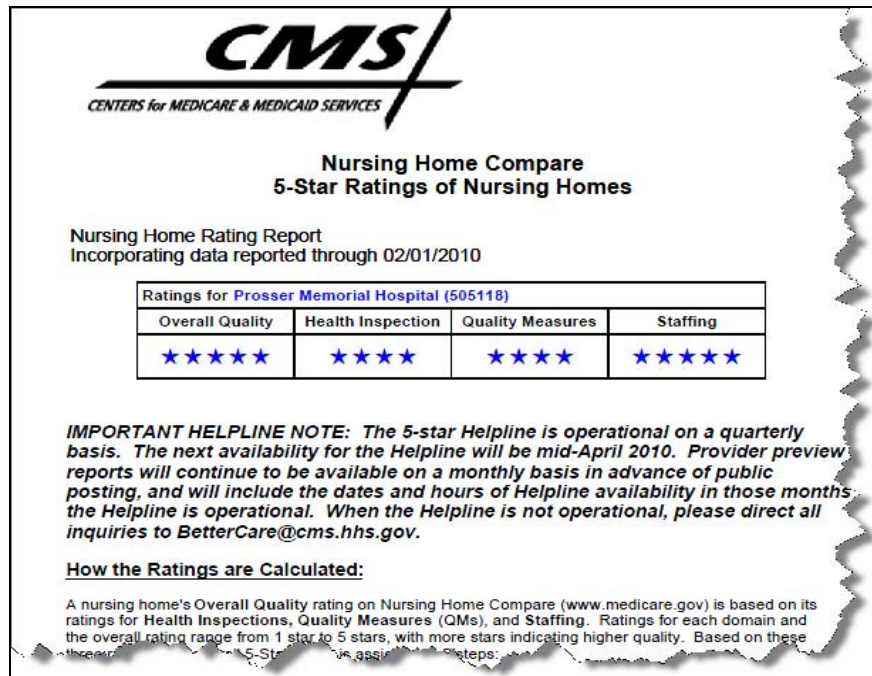 CMS
CENTERS for MEDICARE & MEDICAID SERVICES
Nursing Home Compare
5-Star Ratings of Nursing Homes
Nursing Home Rating Report
Incorporating data reported through 02/01/2010
Ratings for Prosser Memorial Hospital (505118)
Overall Quality Health Inspection Quality Measures Staffing
★★★★★ ★★★★ ★★★★ ★★★★★
IMPORTANT HELPLINE NOTE: The 5-star Helpline is operational on a quarterly
basis. The next availability for the Helpline will be mid-April 2010. Provider preview
reports will continue to be available on a monthly basis in advance of public
posting, and will include the dates and hours of Helpline availability in those months
the Helpline is operational. When the Helpline is not operational, please direct all
inquiries to BetterCare@cms.hhs.gov.
How the Ratings are Calculated:
A nursing home's Overall Quality rating on Nursing Home Compare (www.medicare.gov) is based on its
ratings for Health Inspections, Quality Measures (QMs), and Staffing. Ratings for each domain and
the overall rating range from 1 star to 5 stars, with more stars indicating higher quality. Based on these
steps: